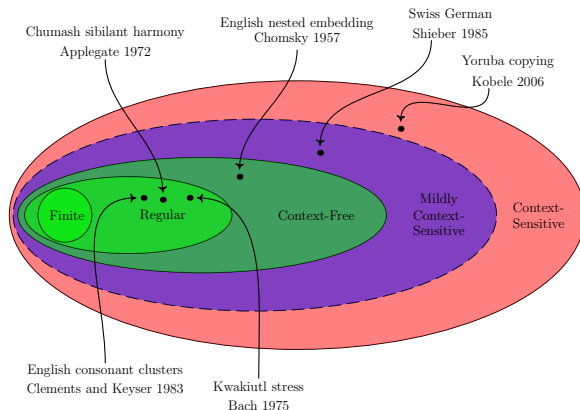 Chumash sibilant harmony
Applegate 1972
English nested embedding
Chomsky 1957
Swiss German
Shieber 1985
Yoruba copying
Kobele 2006
Finite
Regular
Context-Free
Mildly
Context-
Sensitive
Context-
Sensitive
English consonant clusters
Clements and Keyser 1983
Kwakiutl stress
Bach 1975